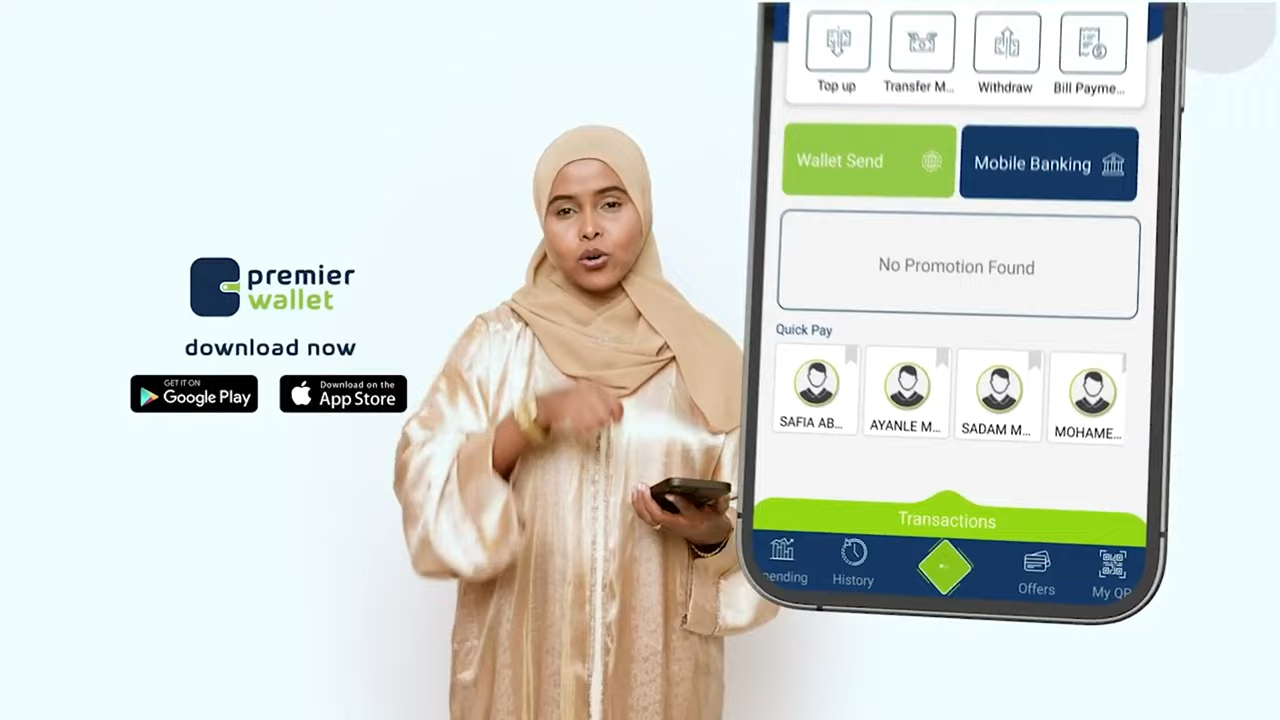 premier
wallet
download now
GET IT ON
Google Play
Download on the
App Store
Top up
Transfer M...
Withdraw
Bill Payme...
Wallet Send
Mobile Banking
No Promotion Found
Quick Pay
SAFIA AB...
AYANLE M...
SADAM M...
MOHAME...
Transactions
ending
History
Offers
My QR